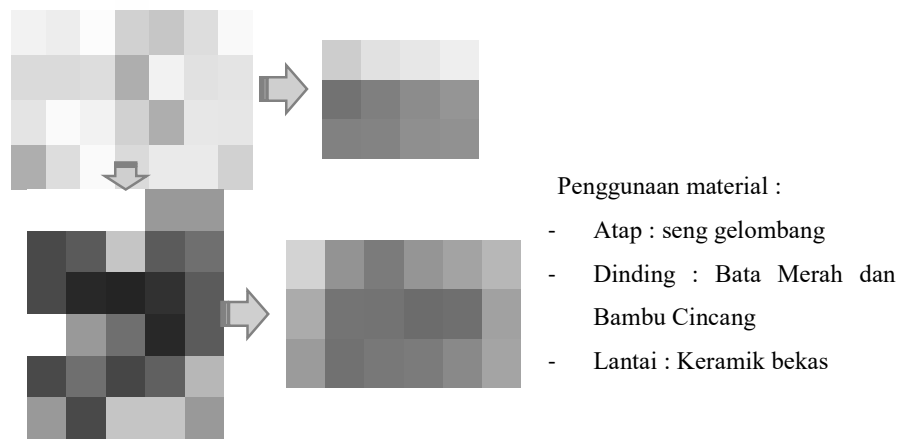 Penggunaan material :
- Atap : seng gelombang
- Dinding : Bata Merah dan
Bambu Cincang
- Lantai : Keramik bekas